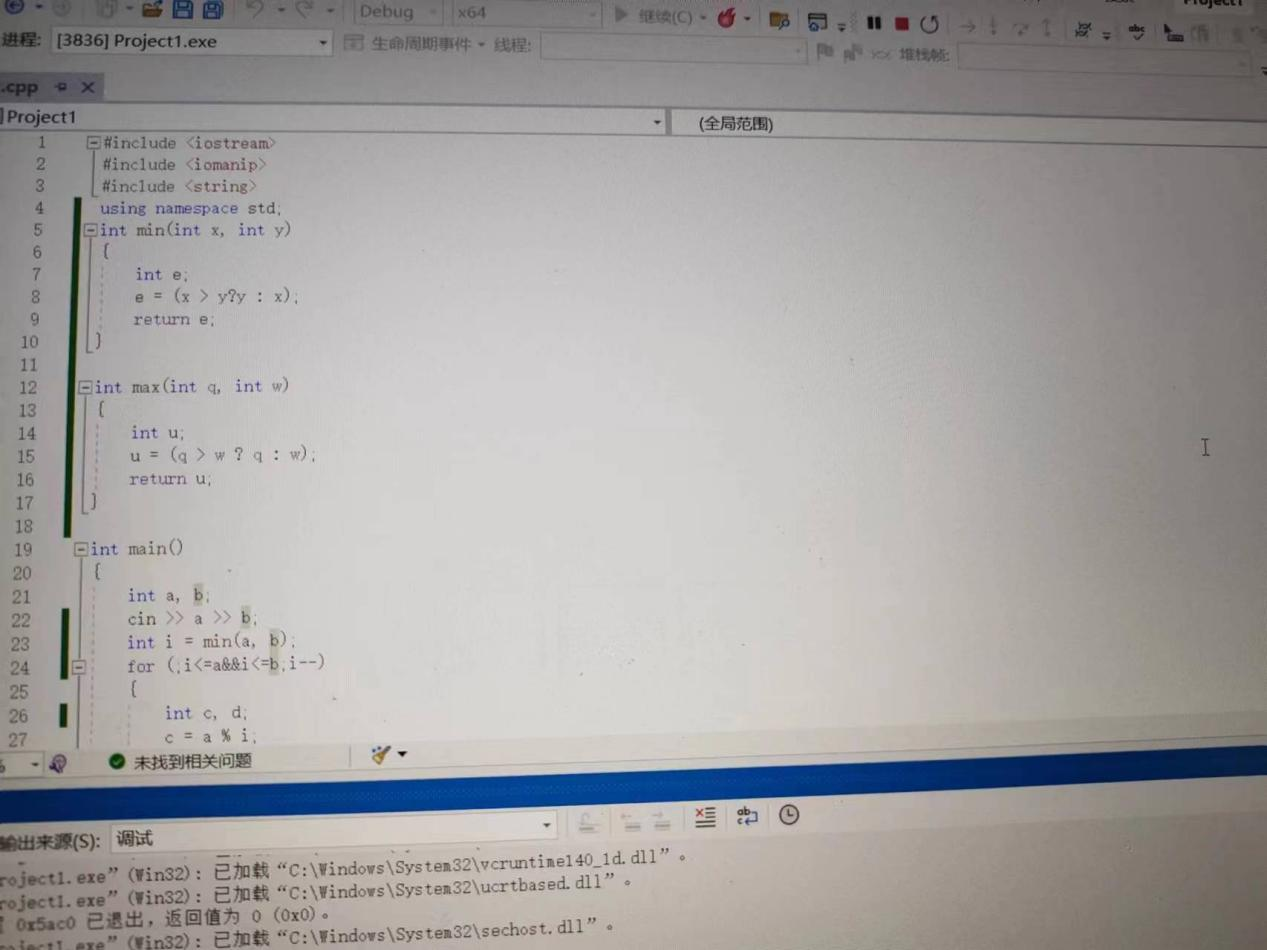 Project1
Debug x64 继续(C)
进程: [3836] Project1.exe 生命周期事件 线程: 堆栈帧:
.cpp
Project1 (全局范围)
1 #include <iostream>
2 #include <iomanip>
3 #include <string>
4 using namespace std;
5 int min(int x, int y)
6 {
7 int e;
8 e = (x > y?y : x);
9 return e;
10 }
11
12 int max(int q, int w)
13 {
14 int u;
15 u = (q > w ? q : w);
16 return u;
17 }
18
19 int main()
20 {
21 int a, b;
22 cin >> a >> b;
23 int i = min(a, b);
24 for (;i<=a&&i<=b;i--)
25 {
26 int c, d;
27 c = a % i;
% 未找到相关问题
输出来源(S): 调试
roject1.exe” (Win32): 已加载 “C:\Windows\System32\vcruntime140_1d.dll” 。
roject1.exe” (Win32): 已加载 “C:\Windows\System32\ucrtbased.dll” 。
0x5ac0 已退出，返回值为 0 (0x0)。
roject1.exe” (Win32): 已加载 “C:\Windows\System32\sechost.dll” 。